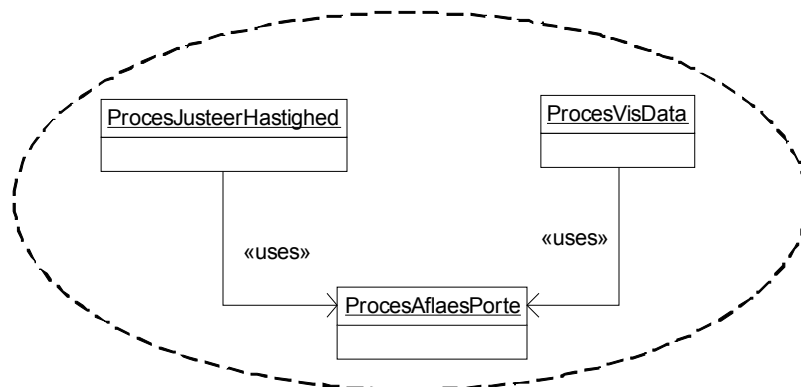 ProcesJusteerHastighed
ProcesVisData
«uses»
«uses»
ProcesAflaesPorte